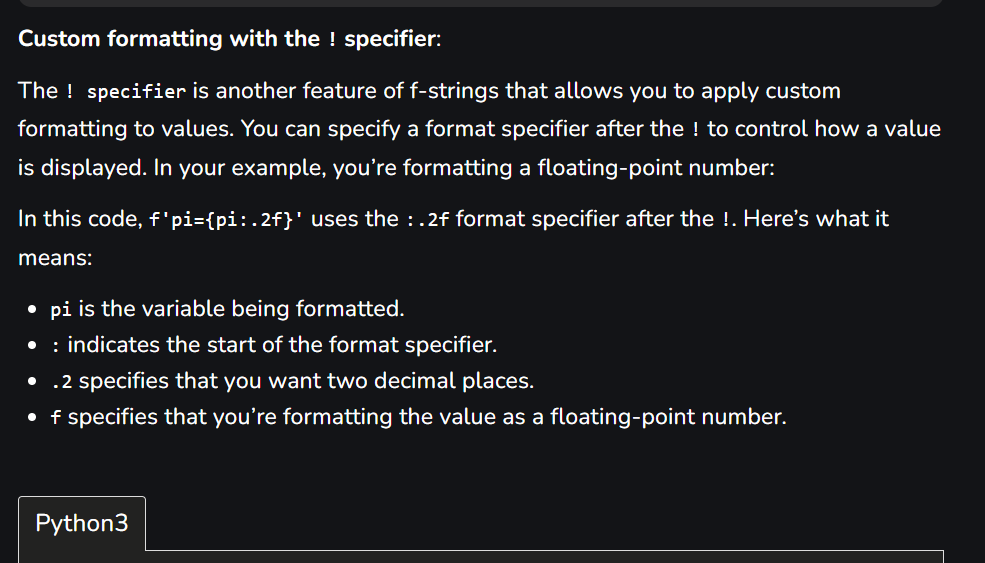 Custom formatting with the ! specifier:
The ! specifier is another feature of f-strings that allows you to apply custom
formatting to values. You can specify a format specifier after the ! to control how a value
is displayed. In your example, you’re formatting a floating-point number:
In this code, f'pi={pi:.2f}' uses the :.2f format specifier after the !. Here’s what it
means:
• pi is the variable being formatted.
• : indicates the start of the format specifier.
• .2 specifies that you want two decimal places.
• f specifies that you’re formatting the value as a floating-point number.
Python3